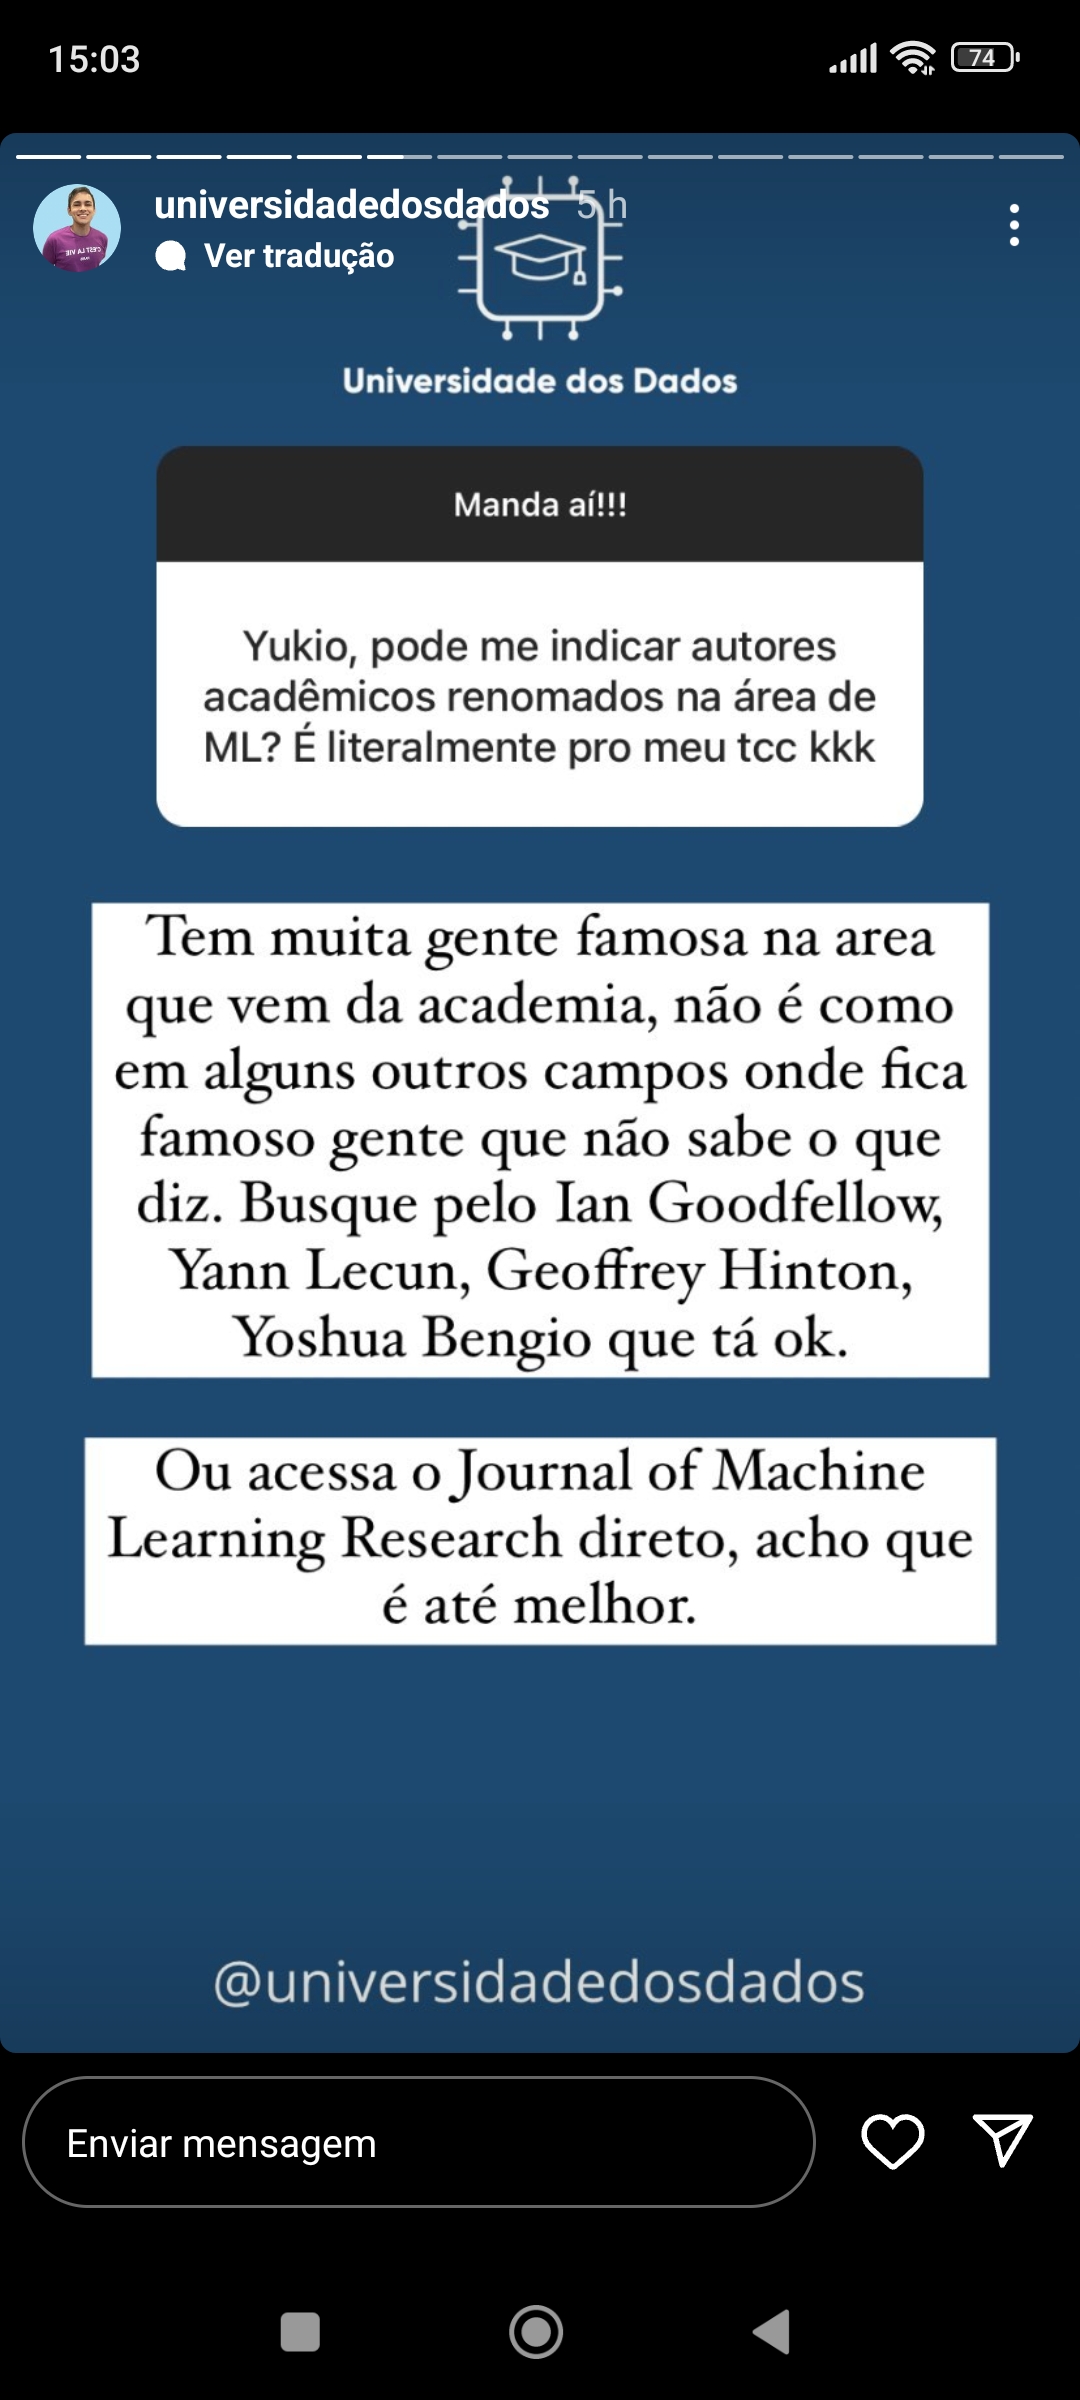 15:03
74
universidadedosdados 5 h
Ver tradução
Universidade dos Dados
Manda aí!!!
Yukio, pode me indicar autores
acadêmicos renomados na área de
ML? É literalmente pro meu tcc kkk
Tem muita gente famosa na area
que vem da academia, não é como
em alguns outros campos onde fica
famoso gente que não sabe o que
diz. Busque pelo Ian Goodfellow,
Yann Lecun, Geoffrey Hinton,
Yoshua Bengio que tá ok.
Ou acessa o Journal of Machine
Learning Research direto, acho que
é até melhor.
@universidadedosdados
Enviar mensagem